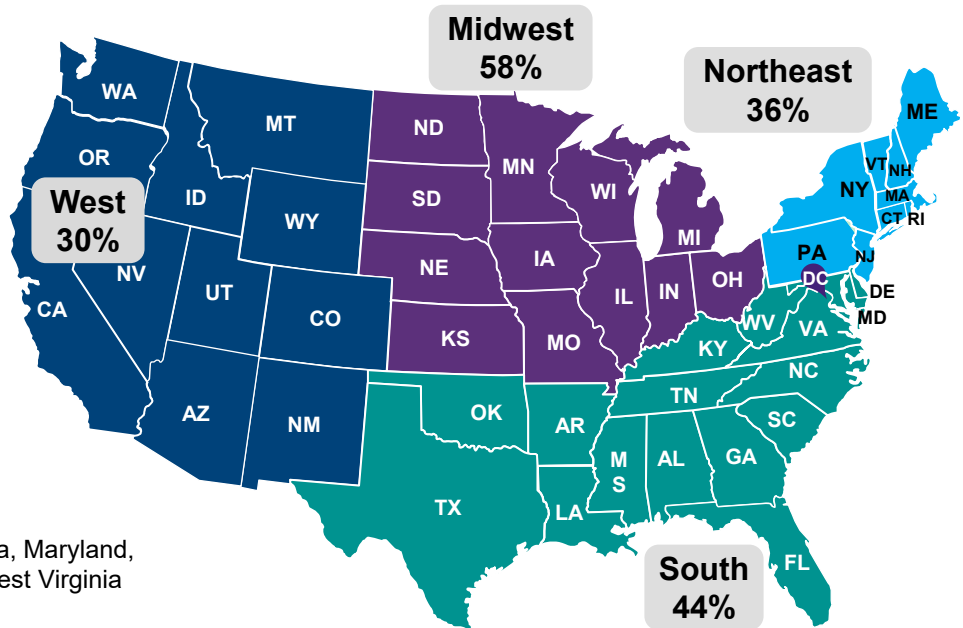 Midwest
58%
Northeast
36%
West
30%
South
44%
WA
OR
CA
NV
ID
MT
WY
UT
CO
AZ
NM
ND
SD
NE
KS
MN
IA
MO
WI
IL
MI
IN
OH
ME
VT
NH
MA
CT
RI
NY
NJ
PA
DC
DE
MD
WV
VA
KY
NC
TN
SC
OK
AR
TX
LA
M
S
AL
GA
FL
a, Maryland,
est Virginia